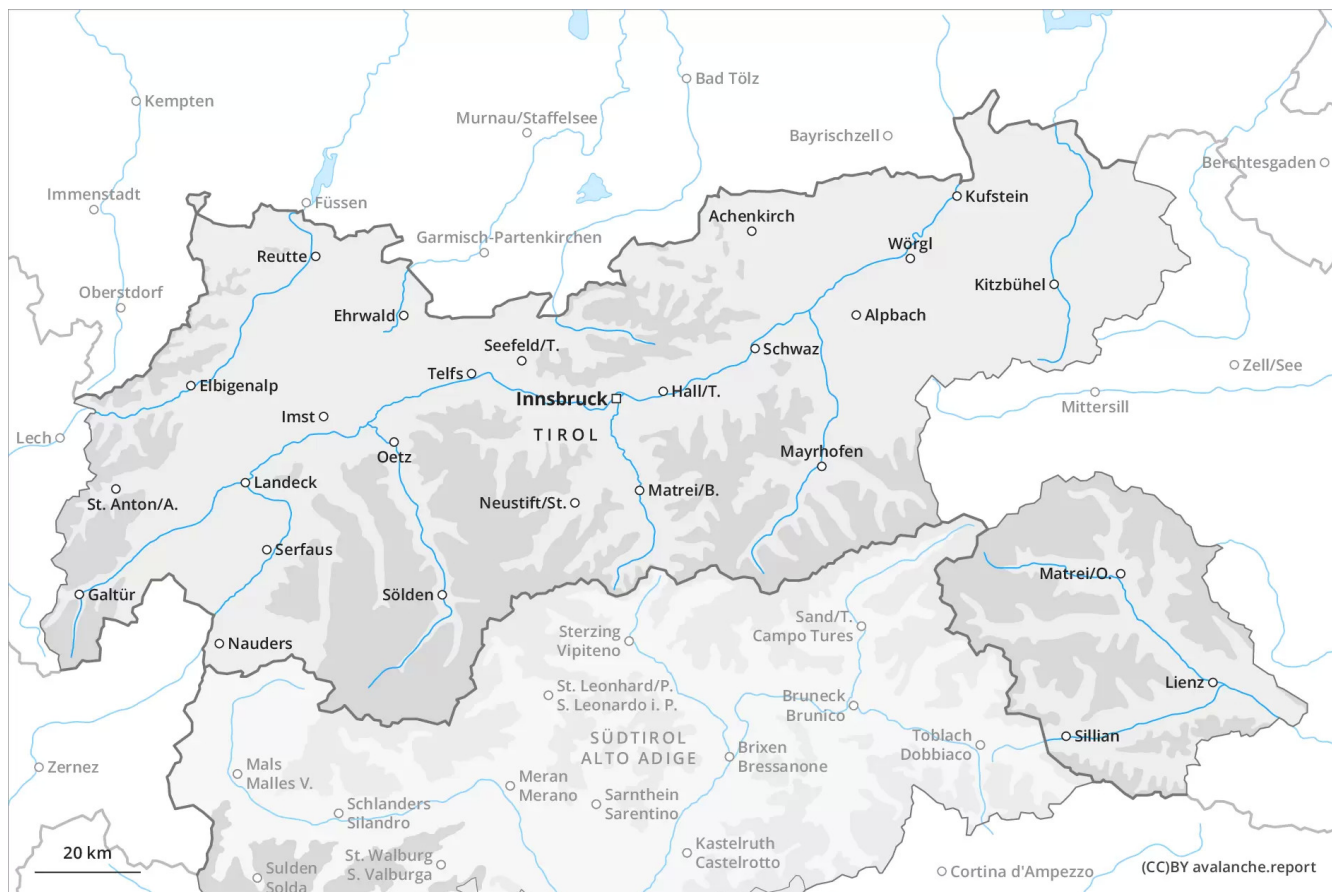 Bad Tölz
Kempten
Murnau/Staffelsee
Bayrischzell
Berchtesgaden
Immenstadt
Füssen
Kufstein
Achenkirch
Garmisch-Partenkirchen
Wörgl
Reutte
Kitzbühel
Oberstdorf
Ehrwald
Alpbach
Seefeld/T.
Schwaz
Zell/See
Telfs
Elbigenalp
Hall/T.
Innsbruck
Mittersill
Imst
TIROL
Lech
Oetz
Mayrhofen
Landeck
Matrei/B.
St. Anton/A.
Neustift/St.
Serfaus
Matrei/O.
Galtür
Sölden
Sand/T.
Campo Tures
Sterzing
Vipiteno
Nauders
Lienz
St. Leonhard/P.
S. Leonardo i. P.
Bruneck
Brunico
Toblach
Dobbiaco
Sillian
SÜDTIROL
ALTO ADIGE
Brixen
Bressanone
Zernez
Mals
Malles V.
Meran
Merano
Schlanders
Silandro
Sarnthein
Sarentino
Kastelruth
Castelrotto
20 km
St. Walburg
S. Valburga
Sulden
Solda
Cortina d'Ampezzo
(CC)BY avalanche.report